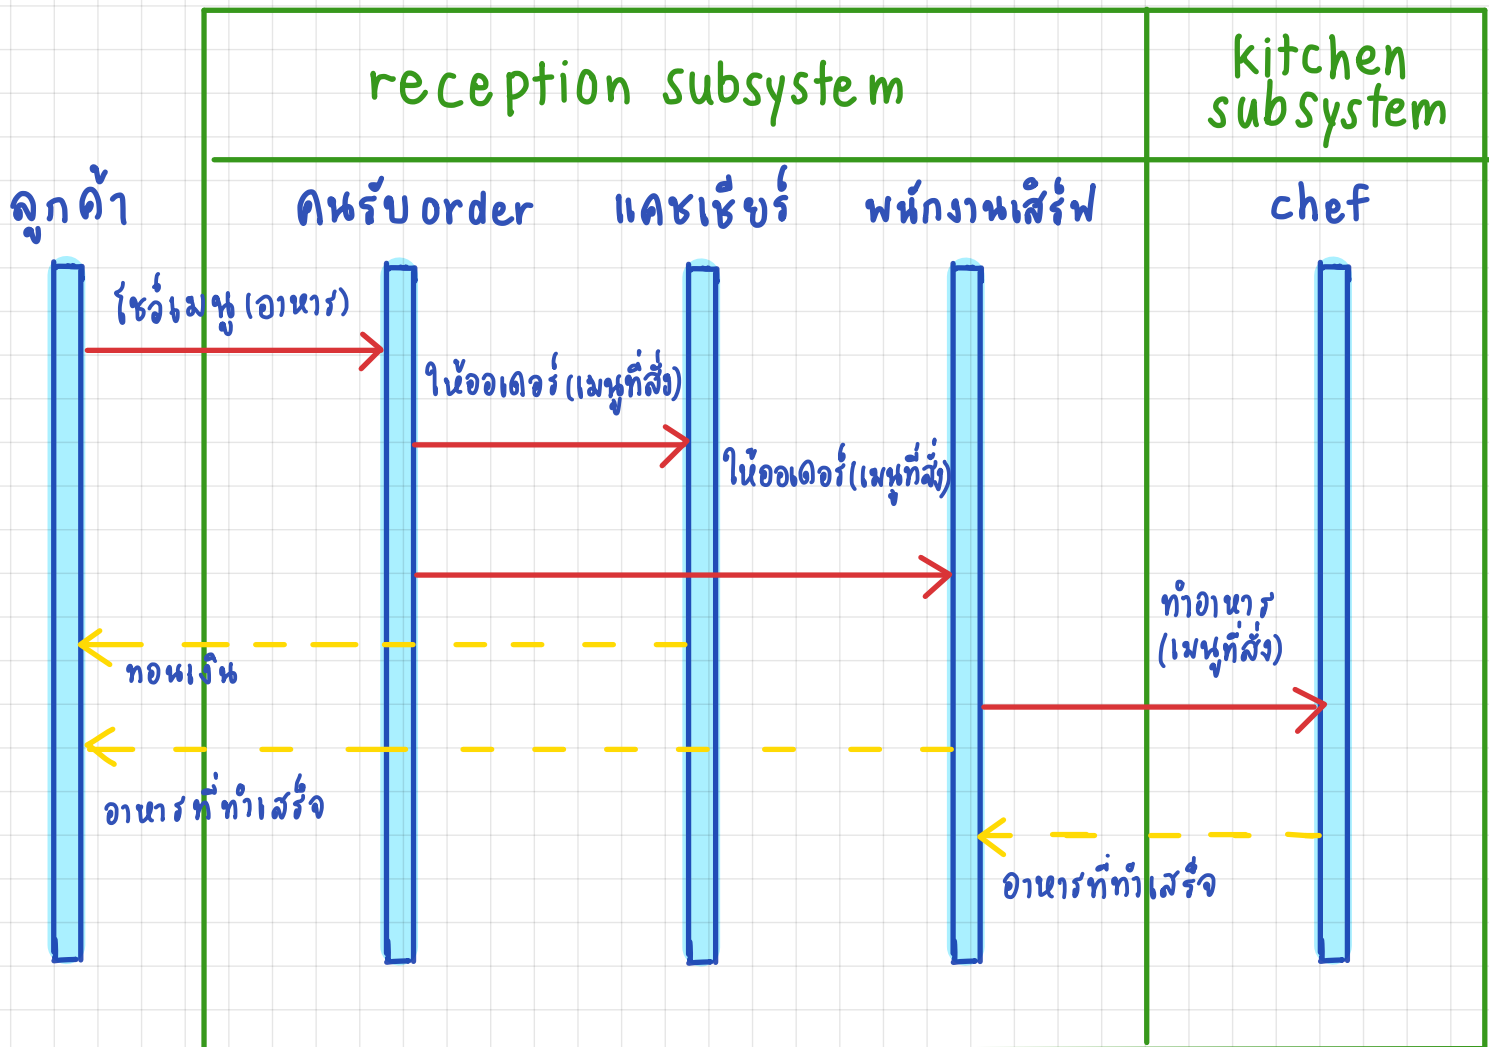 reception subsystem
kitchen
subsystem
ลูกค้า
คนรับ order
แคชเชียร์
พนักงานเสิร์ฟ
chef
โชว์เมนู (อาหาร)
ให้ออเดอร์ (เมนูที่สั่ง)
ให้ออเดอร์ (เมนูที่สั่ง)
ทำอาหาร
(เมนูที่สั่ง)
ทอนเงิน
อาหารที่ทำเสร็จ
อาหารที่ทำเสร็จ